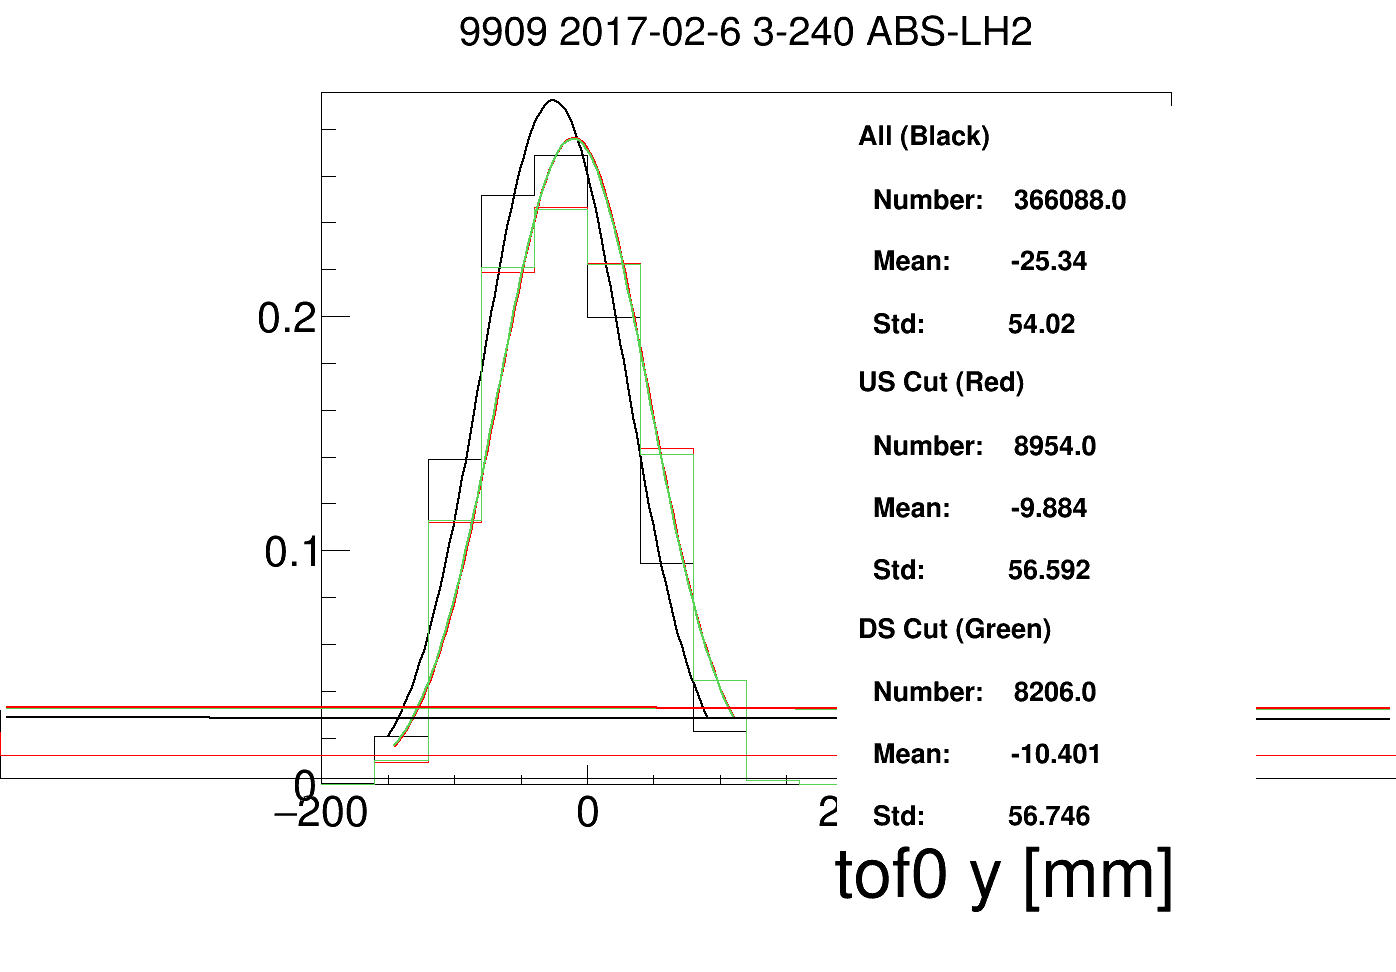 9909 2017-02-6 3-240 ABS-LH2
All (Black)
Number: 366088.0
Mean: -25.34
Std: 54.02
US Cut (Red)
Number: 8954.0
Mean: -9.884
Std: 56.592
DS Cut (Green)
Number: 8206.0
Mean: -10.401
Std: 56.746
0.2
0.1
0
−200 0 2
tof0 y [mm]